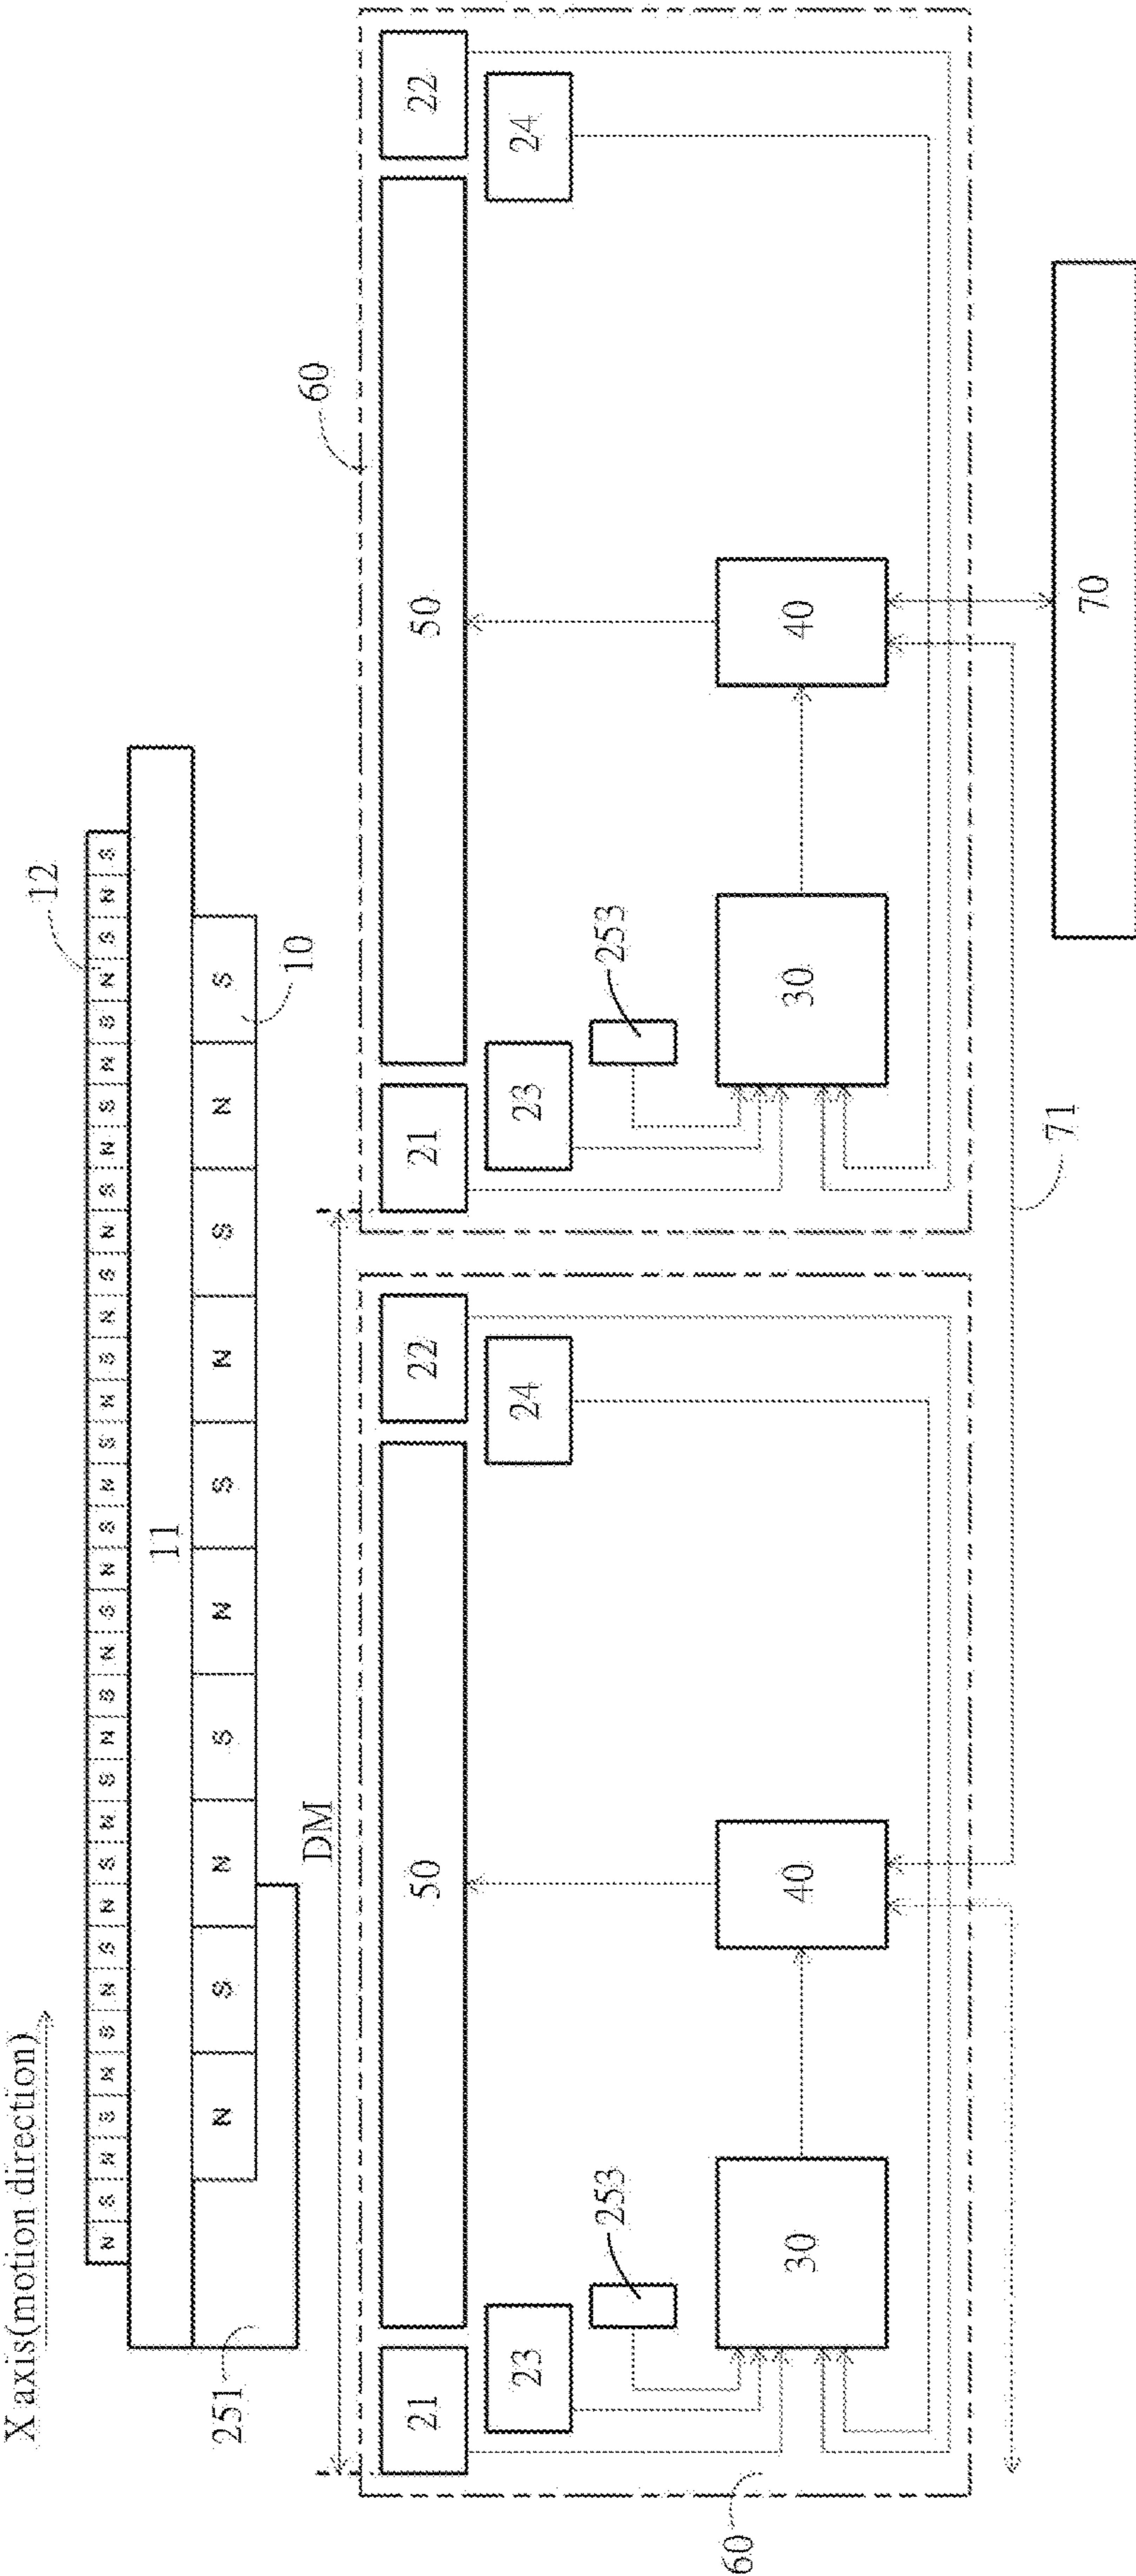 X axis(motion direction)
12
N S N S N S N S N S N S N S N S N S N S N S N S N S N S N S N S N S
11
N S N S N S N S N S
251
10
DM
60
21 50 22 21 50 22
23 24 23 24
253 253
30 40 30 40
60
71
70